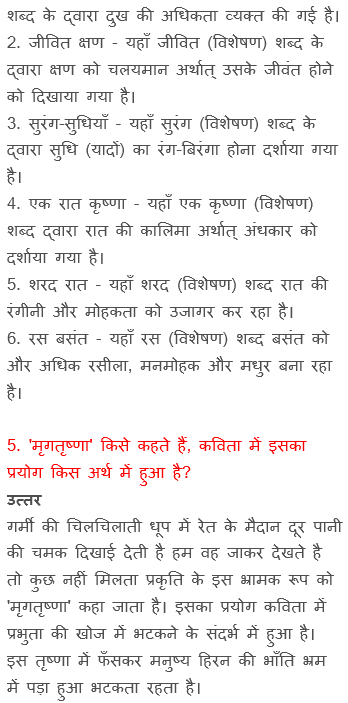 शब्द के द्वारा दुख की अधिकता व्यक्त की गई है।
2. जीवित क्षण - यहाँ जीवित (विशेषण) शब्द के
द्वारा क्षण को चलयमान अर्थात् उसके जीवंत होने
को दिखाया गया है।
3. सुरंग-सुधियाँ - यहाँ सुरंग (विशेषण) शब्द के
द्वारा सुधि (यादों) का रंग-बिरंगा होना दर्शाया गया
है।
4. एक रात कृष्णा - यहाँ एक कृष्णा (विशेषण)
शब्द द्वारा रात की कालिमा अर्थात् अंधकार को
दर्शाया गया है।
5. शरद रात - यहाँ शरद (विशेषण) शब्द रात की
रंगीनी और मोहकता को उजागर कर रहा है।
6. रस बसंत - यहाँ रस (विशेषण) शब्द बसंत को
और अधिक रसीला, मनमोहक और मधुर बना रहा
है।
5. 'मृगतृष्णा' किसे कहते हैं, कविता में इसका
प्रयोग किस अर्थ में हुआ है?
उत्तर
गर्मी की चिलचिलाती धूप में रेत के मैदान दूर पानी
की चमक दिखाई देती है हम वह जाकर देखते है
तो कुछ नहीं मिलता प्रकृति के इस भ्रामक रूप को
'मृगतृष्णा' कहा जाता है। इसका प्रयोग कविता में
प्रभुता की खोज में भटकने के संदर्भ में हुआ है।
इस तृष्णा में फँसकर मनुष्य हिरन की भाँति भ्रम
में पड़ा हुआ भटकता रहता है।